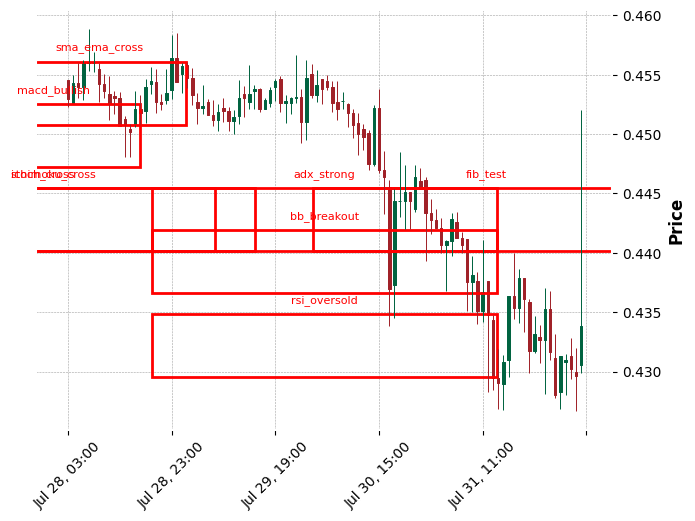 sma_ema_cross
macd_bullish
adx_strong
fib_test
bb_breakout
rsi_oversold
0.460
0.455
0.450
0.445
0.440
0.435
0.430
Price
Jul 28, 03:00
Jul 28, 23:00
Jul 29, 19:00
Jul 30, 15:00
Jul 31, 11:00